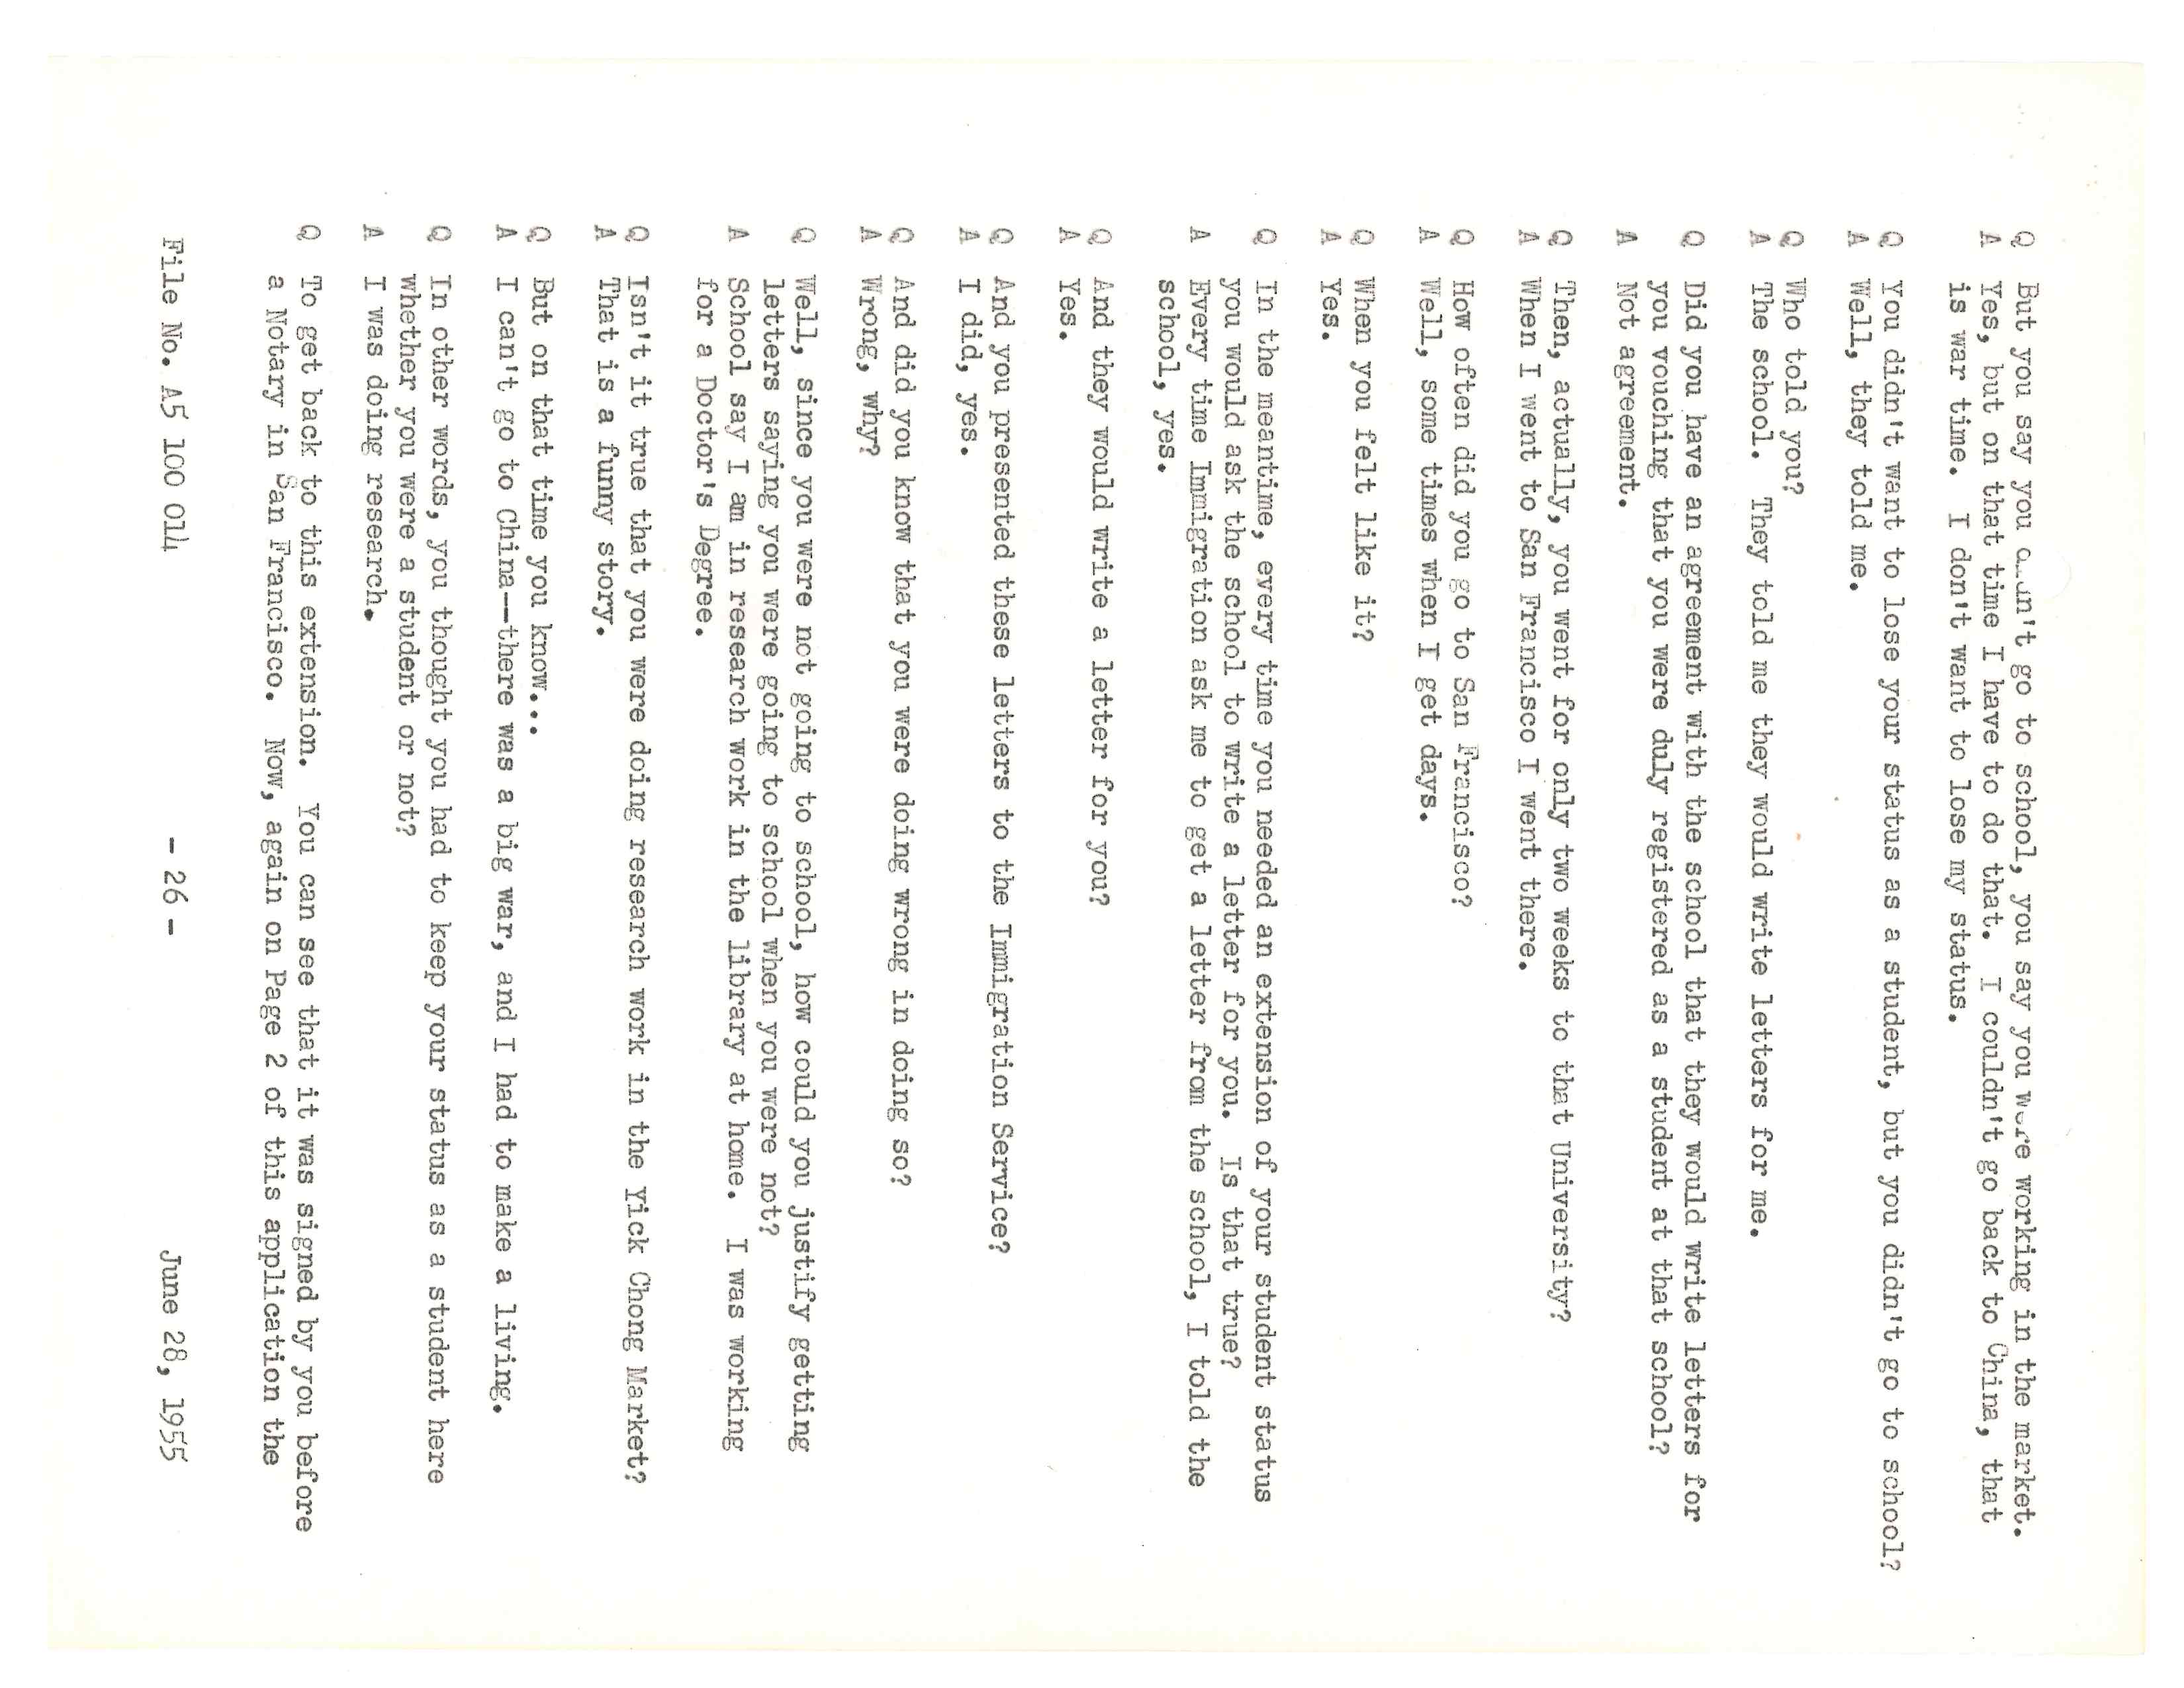 Q But you say you didn't go to school, you say you were working in the market.
A Yes, but on that time I have to do that. I couldn't go back to China, that
is war time. I don't want to lose my status.
Q You didn't want to lose your status as a student, but you didn't go to school?
A Well, they told me.
Q Who told you?
A The school. They told me they would write letters for me.
Q Did you have an agreement with the school that they would write letters for
you vouching that you were duly registered as a student at that school?
A Not agreement.
Q Then, actually, you went for only two weeks to that University?
A When I went to San Francisco I went there.
Q How often did you go to San Francisco?
A Well, some times when I get days.
Q When you felt like it?
A Yes.
Q In the meantime, every time you needed an extension of your student status
you would ask the school to write a letter for you. Is that true?
A Every time Immigration ask me to get a letter from the school, I told the
school, yes.
Q And they would write a letter for you?
A Yes.
Q And you presented these letters to the Immigration Service?
A I did, yes.
Q And did you know that you were doing wrong in doing so?
A Wrong, why?
Q Well, since you were not going to school, how could you justify getting
letters saying you were going to school when you were not?
A School say I am in research work in the library at home. I was working
for a Doctor's Degree.
Q Isn't it true that you were doing research work in the Yick Chong Market?
A That is a funny story.
Q But on that time you know...
A I can't go to China--there was a big war, and I had to make a living.
Q In other words, you thought you had to keep your status as a student here
whether you were a student or not?
A I was doing research.
Q To get back to this extension. You can see that it was signed by you before
a Notary in San Francisco. Now, again on Page 2 of this application the
File No. A5 100 014 - 26 - June 28, 1955